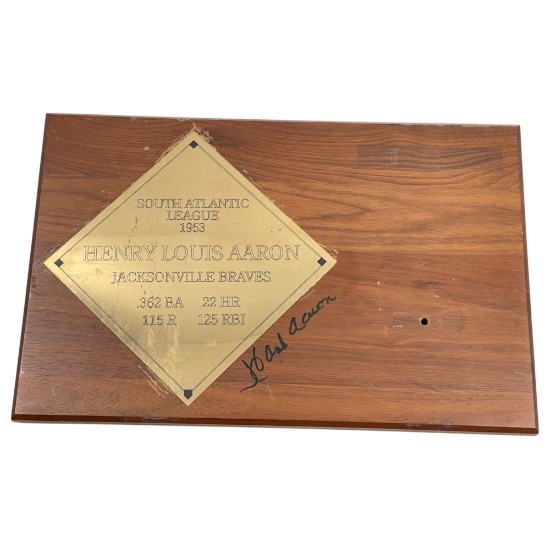 SOUTH ATLANTIC
LEAGUE
1953
HENRY LOUIS AARON
JACKSONVILLE BRAVES
.362 BA 22 HR
115 R 125 RBI
Hank Aaron